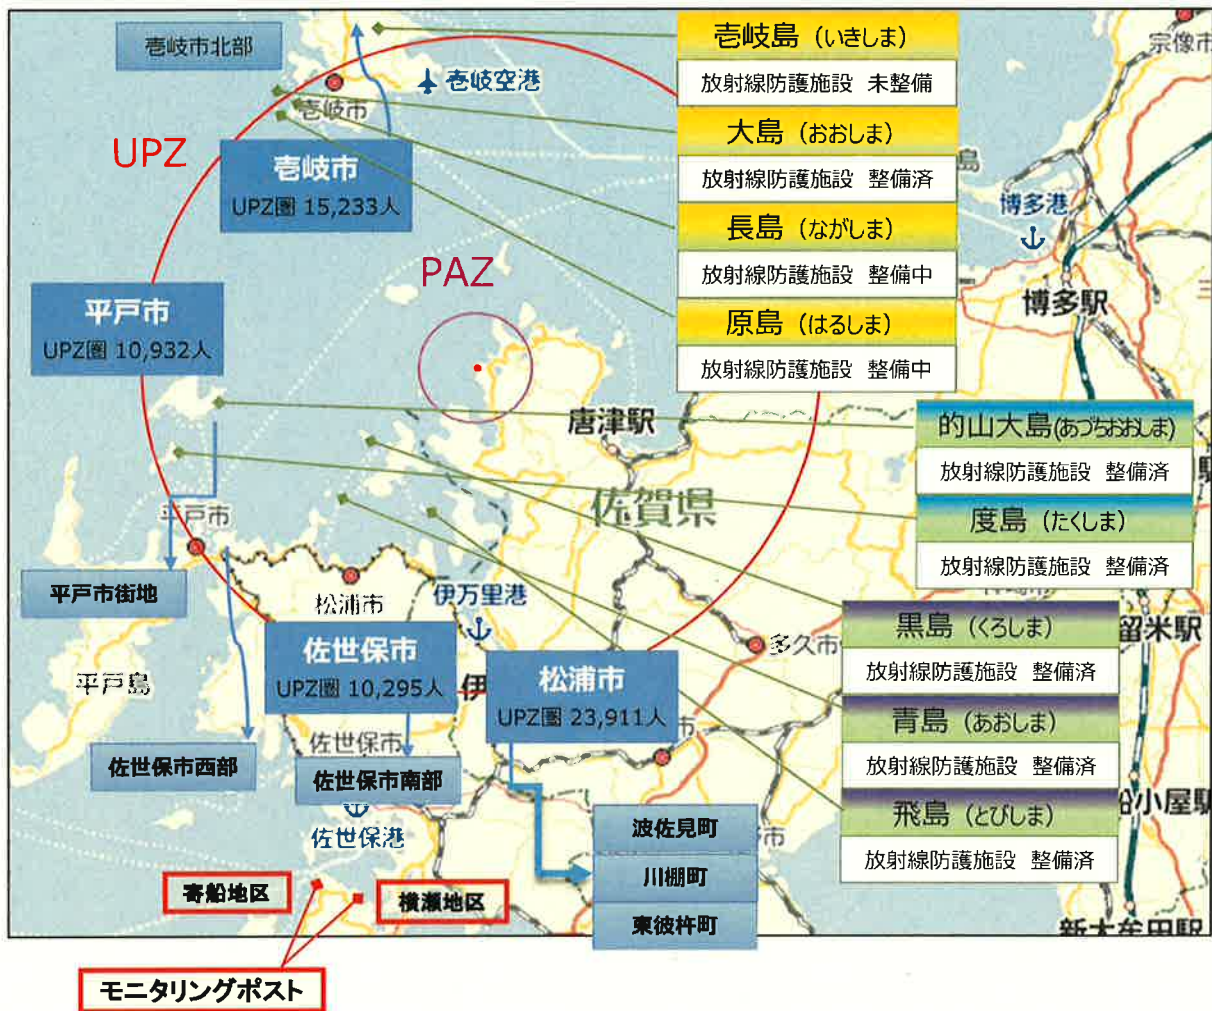 壱岐市北部
壱岐空港
壱岐市
UPZ
壱岐市
UPZ圏 15,233人
壱岐島（いきしま）
放射線防護施設 未整備
大島（おおしま）
放射線防護施設 整備済
長島（ながしま）
放射線防護施設 整備中
原島（はるしま）
放射線防護施設 整備中
宗像市
島
博多港
博多駅
PAZ
平戸市
UPZ圏 10,932人
唐津駅
佐賀県
的山大島(あづちおおしま)
放射線防護施設 整備済
度島（たくしま）
放射線防護施設 整備済
平戸市
平戸市街地
松浦市
伊万里港
黒島（くろしま）
放射線防護施設 整備済
青島（あおしま）
放射線防護施設 整備済
飛島（とびしま）
放射線防護施設 整備済
多久市
留米駅
平戸島
佐世保市
UPZ圏 10,295人
伊
松浦市
UPZ圏 23,911人
市
佐世保市西部
佐世保市
佐世保市南部
佐世保港
船小屋駅
波佐見町
川棚町
東彼杵町
市
寄船地区
横瀬地区
新大牟田駅
モニタリングポスト